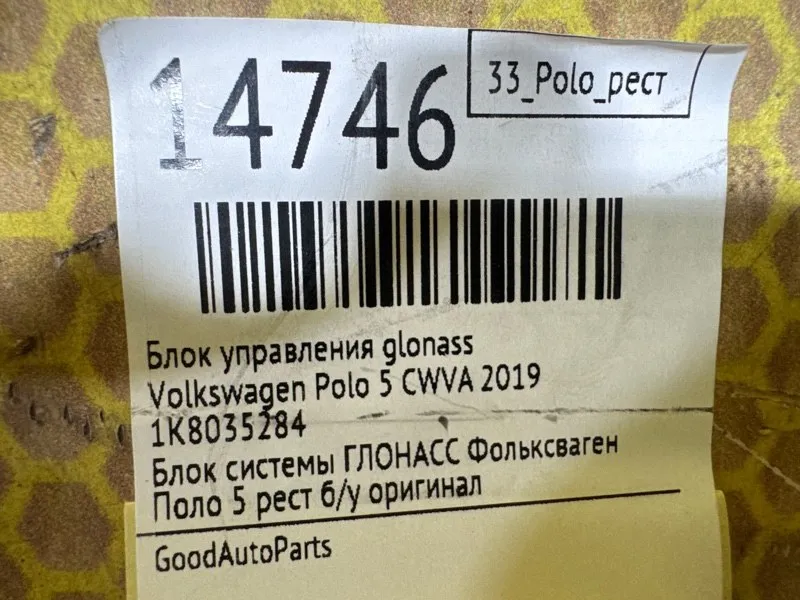 14746
33_Polo_рест
Блок управления glonass
Volkswagen Polo 5 CWVA 2019
1K8035284
Блок системы ГЛОНАСС Фольксваген
Поло 5 рест б/у оригинал
GoodAutoParts